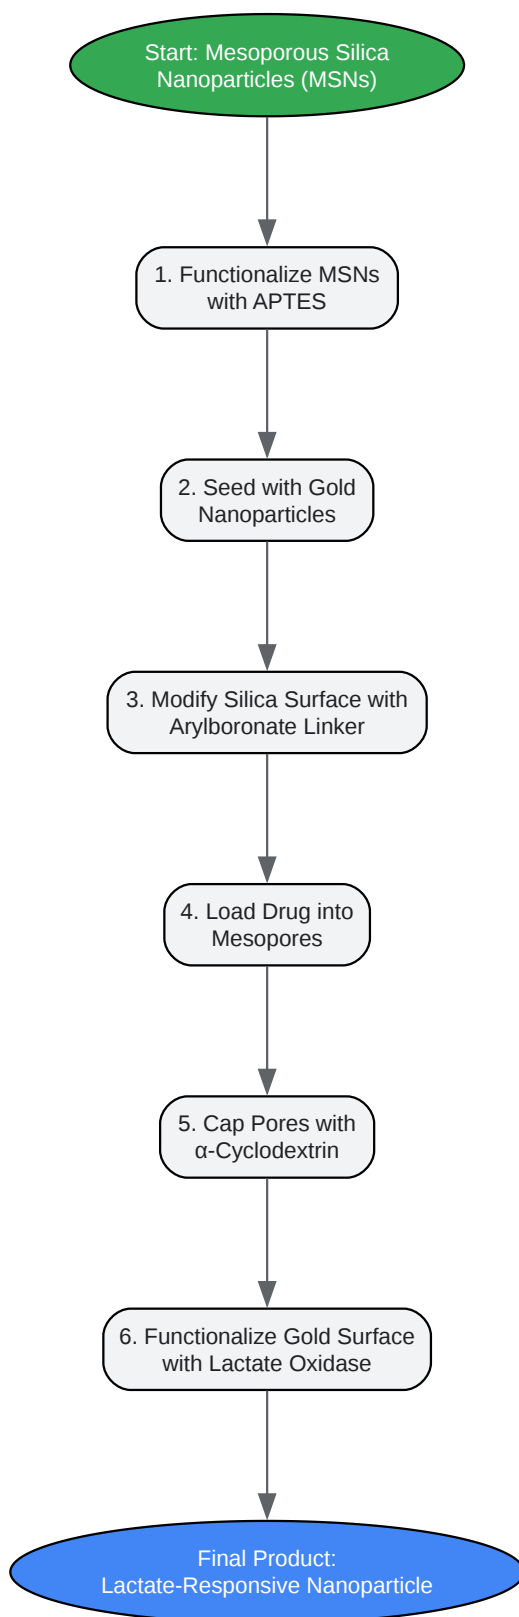 Start: Mesoporous Silica
Nanoparticles (MSNs)
1. Functionalize MSNs
with APTES
2. Seed with Gold
Nanoparticles
3. Modify Silica Surface with
Arylboronate Linker
4. Load Drug into
Mesopores
5. Cap Pores with
α-Cyclodextrin
6. Functionalize Gold Surface
with Lactate Oxidase
Final Product:
Lactate-Responsive Nanoparticle